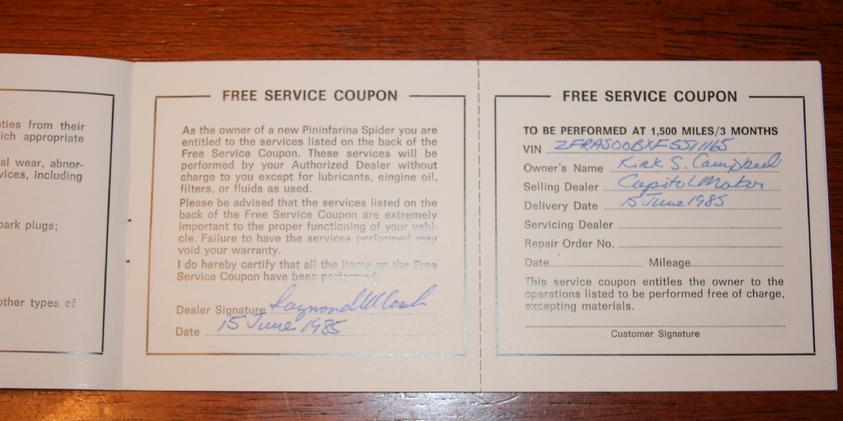 ties from their
ich appropriate
al wear, abnor-
vices, including
ark plugs;
other types of
FREE SERVICE COUPON
As the owner of a new Pininfarina Spider you are
entitled to the services listed on the back of the
Free Service Coupon. These services will be
performed by your Authorized Dealer without
charge to you except for lubricants, eingine oil,
filters, or fluids as used.
Please be advised that the services listed on the
back of the Free Service Coupon are extremely
important to the proper functioning of your vehi-
cle. Failure to have the services performed may
void your warranty.
I do hereby certify that all the items on the Free
Service Coupon have been performed.
Dealer Signature Raymond W Cook
Date 15 June 1985
FREE SERVICE COUPON
TO BE PERFORMED AT 1,500 MILES/3 MONTHS
VIN ZFRAS00BXF5511165
Owner's Name Kirk S. Campbell
Selling Dealer Capitol Motor
Delivery Date 15 June 1985
Servicing Dealer
Repair Order No.
Date Mileage
This service coupon entitles the owner to the
operations listed to be performed free of charge,
excepting materials.
Customer Signature